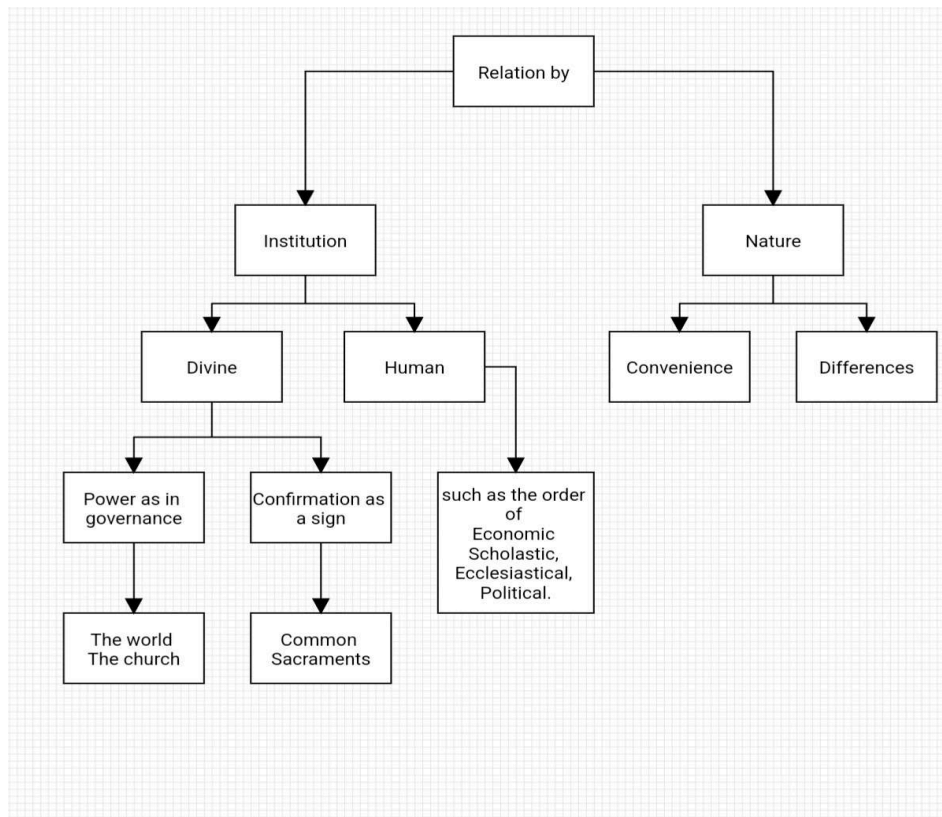 Relation by
Institution
Nature
Divine
Human
Convenience
Differences
Power as in
governance
Confirmation as
a sign
such as the order
of
Economic
Scholastic,
Ecclesiastical,
Political.
The world
The church
Common
Sacraments